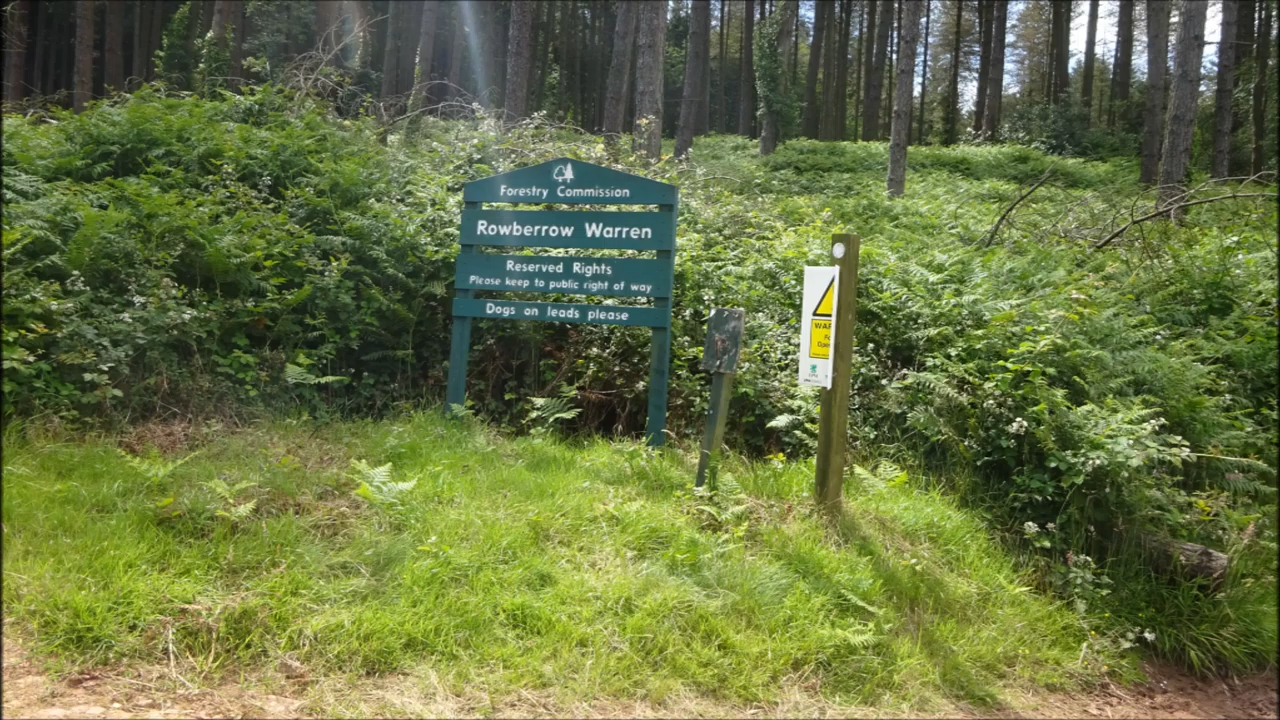 Forestry Commission
Rowberrow Warren
Reserved Rights
Please keep to public right of way
Dogs on leads please